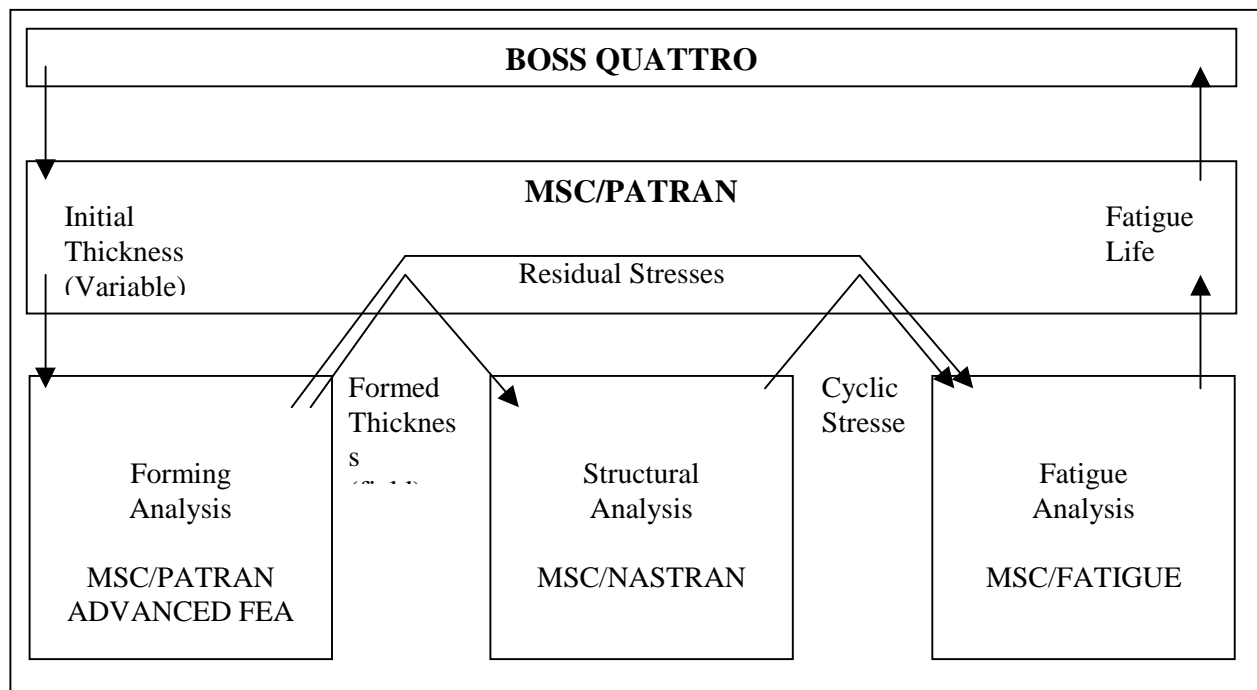 BOSS QUATTRO
MSC/PATRAN
Initial
Thickness
(Variable)
Fatigue
Life
Residual Stresses
Formed
Thicknes
s
Cyclic
Stresse
Forming
Analysis
MSC/PATRAN
ADVANCED FEA
Structural
Analysis
MSC/NASTRAN
Fatigue
Analysis
MSC/FATIGUE